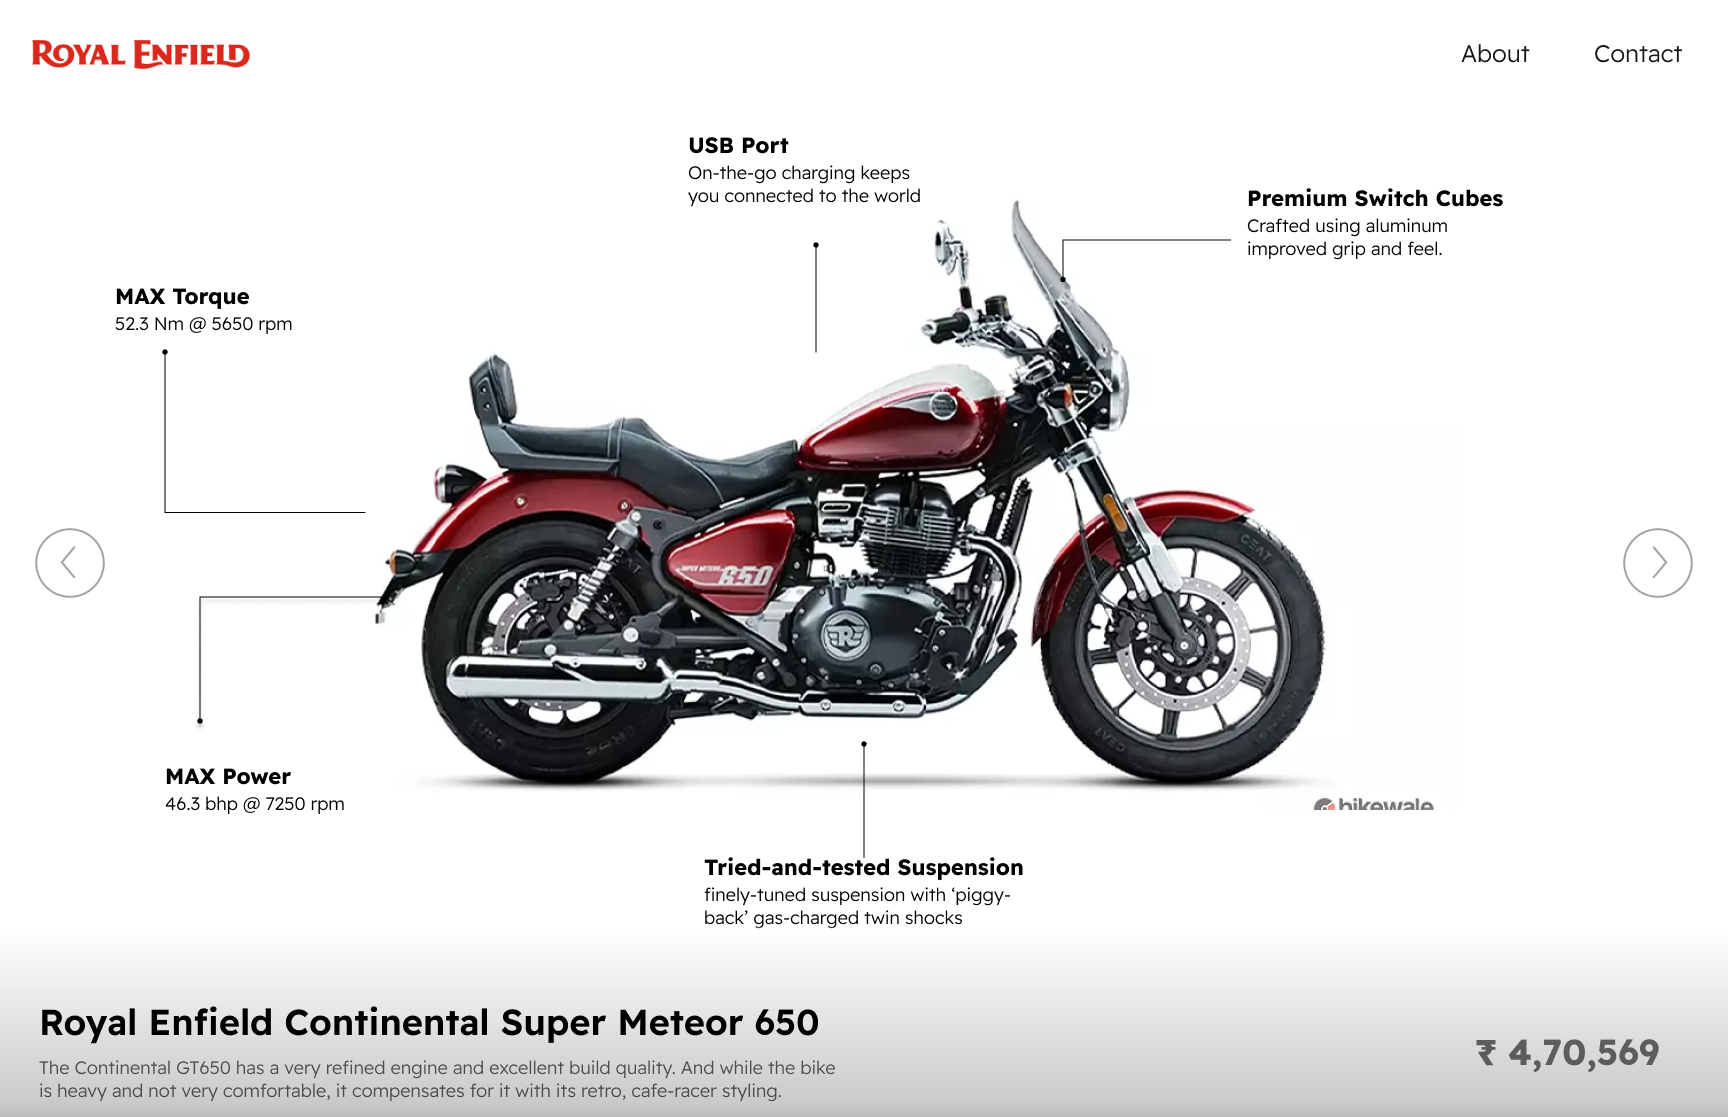 ROYAL ENFIELD
About
Contact
USB Port
On-the-go charging keeps
you connected to the world
Premium Switch Cubes
Crafted using aluminum
improved grip and feel.
MAX Torque
52.3 Nm @ 5650 rpm
SUPER METEOR
650
CEAT
CEAT
R
MAX Power
46.3 bhp @ 7250 rpm
bikewale
Tried-and-tested Suspension
finely-tuned suspension with ‘piggy-
back’ gas-charged twin shocks
Royal Enfield Continental Super Meteor 650
The Continental GT650 has a very refined engine and excellent build quality. And while the bike
is heavy and not very comfortable, it compensates for it with its retro, cafe-racer styling.
₹ 4,70,569